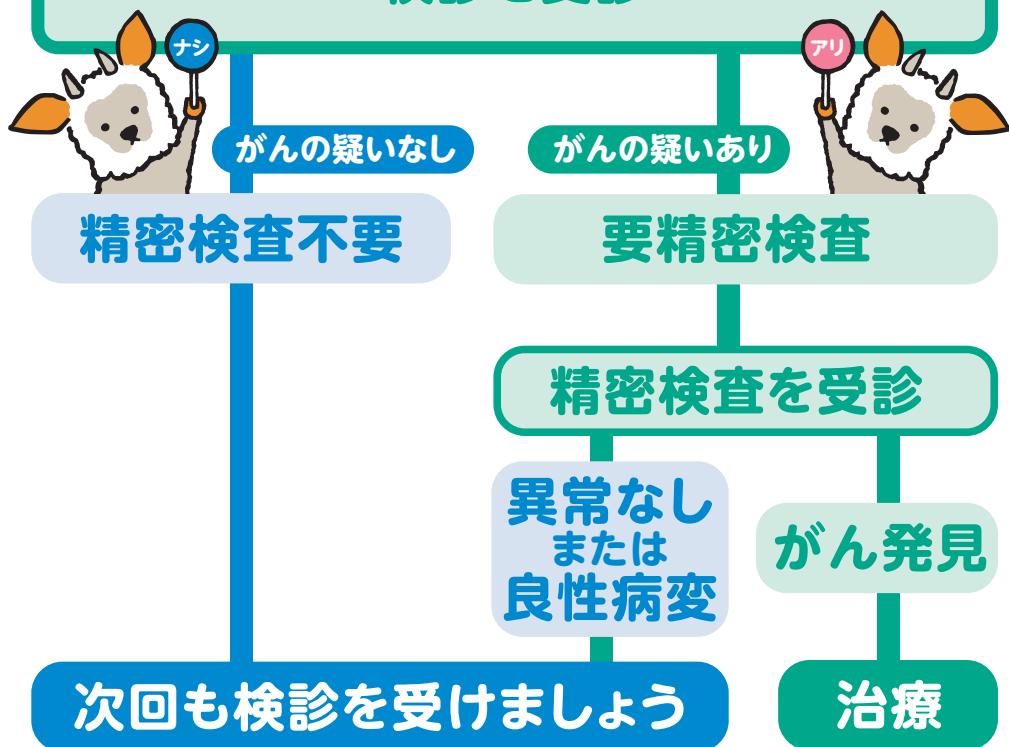 ナシ
アリ
がんの疑いなし
がんの疑いあり
精密検査不要
要精密検査
精密検査を受診
異常なし
または
良性病変
がん発見
次回も検診を受けましょう
治療